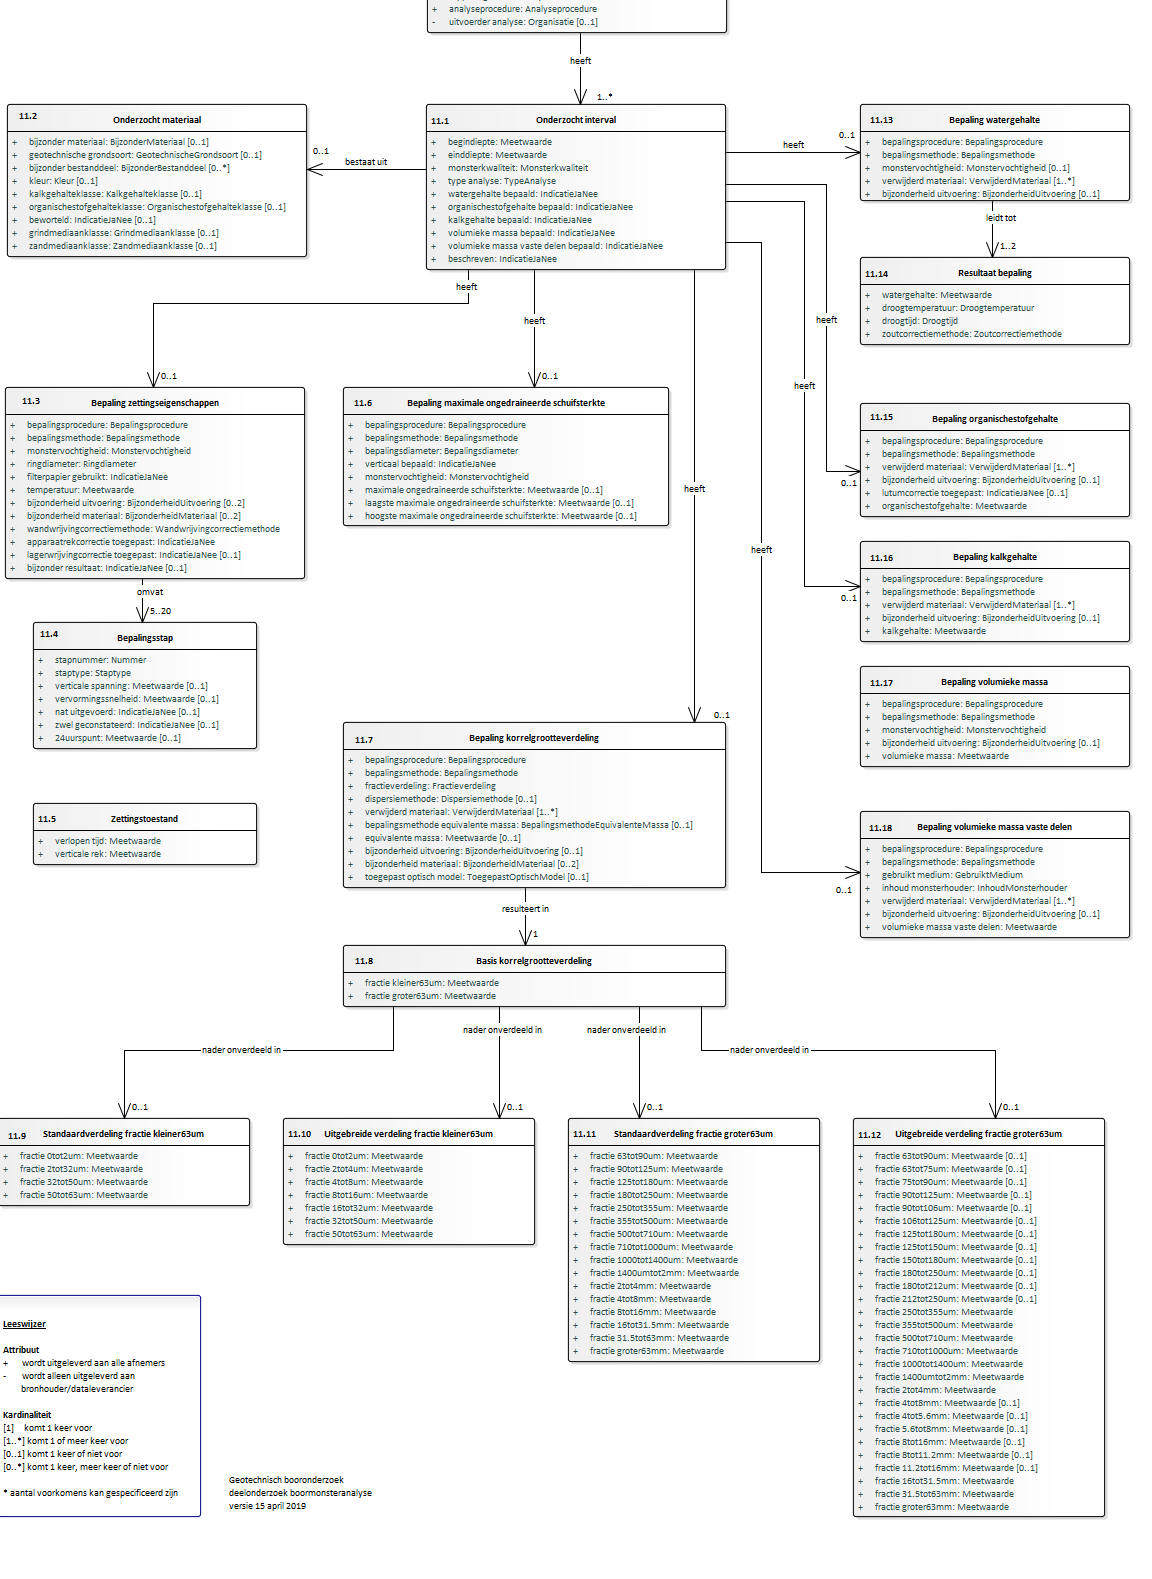 + analyseprocedure: Analyseprocedure
- uitvoerder analyse: Organisatie [0..1]
heeft
1..*
11.2 Onderzocht materiaal
+ bijzonder materiaal: BijzonderMateriaal [0..1]
+ geotechnische grondsoort: GeotechnischeGrondsoort [0..1]
+ bijzonder bestanddeel: BijzonderBestanddeel [0..*]
+ kleur: Kleur [0..1]
+ kalkgehalteklasse: Kalkgehalteklasse [0..1]
+ organischestofgehalteklasse: Organischestofgehalteklasse [0..1]
+ beworteld: IndicatieJaNee [0..1]
+ grindmediaanklasse: Grindmediaanklasse [0..1]
+ zandmediaanklasse: Zandmediaanklasse [0..1]
0..1
bestaat uit
11.1 Onderzocht interval
+ begindiepte: Meetwaarde
+ einddiepte: Meetwaarde
+ monsterkwaliteit: Monsterkwaliteit
+ type analyse: TypeAnalyse
+ watergehalte bepaald: IndicatieJaNee
+ organischestofgehalte bepaald: IndicatieJaNee
+ kalkgehalte bepaald: IndicatieJaNee
+ volumieke massa bepaald: IndicatieJaNee
+ volumieke massa vaste delen bepaald: IndicatieJaNee
+ beschreven: IndicatieJaNee
heeft
0..1
11.13 Bepaling watergehalte
+ bepalingsprocedure: Bepalingsprocedure
+ bepalingsmethode: Bepalingsmethode
+ monstervochtigheid: Monstervochtigheid [0..1]
+ verwijderd materiaal: VerwijderdMateriaal [1..*]
+ bijzonderheid uitvoering: BijzonderheidUitvoering [0..1]
leidt tot
1..2
11.14 Resultaat bepaling
+ watergehalte: Meetwaarde
+ droogtemperatuur: Droogtemperatuur
+ droogtijd: Droogtijd
+ zoutcorrectiemethode: Zoutcorrectiemethode
heeft
0..1
heeft
0..1
heeft
0..1
heeft
0..1
heeft
0..1
heeft
0..1
11.3 Bepaling zettingseigenschappen
+ bepalingsprocedure: Bepalingsprocedure
+ bepalingsmethode: Bepalingsmethode
+ monstervochtigheid: Monstervochtigheid
+ ringdiameter: Ringdiameter
+ filterpapier gebruikt: IndicatieJaNee
+ temperatuur: Meetwaarde
+ bijzonderheid uitvoering: BijzonderheidUitvoering [0..2]
+ bijzonderheid materiaal: BijzonderheidMateriaal [0..2]
+ wandwrijvingcorrectiemethode: Wandwrijvingcorrectiemethode
+ apparaatrekcorrectie toegepast: IndicatieJaNee
+ lagerwrijvingcorrectie toegepast: IndicatieJaNee [0..1]
+ bijzonder resultaat: IndicatieJaNee [0..1]
11.6 Bepaling maximale ongedraineerde schuifsterkte
+ bepalingsprocedure: Bepalingsprocedure
+ bepalingsmethode: Bepalingsmethode
+ bepalingsdiameter: Bepalingsdiameter
+ verticaal bepaald: IndicatieJaNee
+ monstervochtigheid: Monstervochtigheid
+ maximale ongedraineerde schuifsterkte: Meetwaarde [0..1]
+ laagste maximale ongedraineerde schuifsterkte: Meetwaarde [0..1]
+ hoogste maximale ongedraineerde schuifsterkte: Meetwaarde [0..1]
11.15 Bepaling organischestofgehalte
+ bepalingsprocedure: Bepalingsprocedure
+ bepalingsmethode: Bepalingsmethode
+ verwijderd materiaal: VerwijderdMateriaal [1..*]
+ bijzonderheid uitvoering: BijzonderheidUitvoering [0..1]
+ lutumcorrectie toegepast: IndicatieJaNee [0..1]
+ organischestofgehalte: Meetwaarde
11.16 Bepaling kalkgehalte
+ bepalingsprocedure: Bepalingsprocedure
+ bepalingsmethode: Bepalingsmethode
+ verwijderd materiaal: VerwijderdMateriaal [1..*]
+ bijzonderheid uitvoering: BijzonderheidUitvoering [0..1]
+ kalkgehalte: Meetwaarde
omvat
5..20
11.4 Bepalingsstap
+ stapnummer: Nummer
+ staptype: Staptype
+ verticale spanning: Meetwaarde [0..1]
+ vervormingssnelheid: Meetwaarde [0..1]
+ nat uitgevoerd: IndicatieJaNee [0..1]
+ zwel geconstateerd: IndicatieJaNee [0..1]
+ 24uurspunt: Meetwaarde [0..1]
11.17 Bepaling volumieke massa
+ bepalingsprocedure: Bepalingsprocedure
+ bepalingsmethode: Bepalingsmethode
+ monstervochtigheid: Monstervochtigheid
+ bijzonderheid uitvoering: BijzonderheidUitvoering [0..1]
+ volumieke massa: Meetwaarde
11.7 Bepaling korrelgrootteverdeling
+ bepalingsprocedure: Bepalingsprocedure
+ bepalingsmethode: Bepalingsmethode
+ fractieverdeling: Fractieverdeling
+ dispersiemethode: Dispersiemethode [0..1]
+ verwijderd materiaal: VerwijderdMateriaal [1..*]
+ bepalingsmethode equivalente massa: BepalingsmethodeEquivalenteMassa [0..1]
+ equivalente massa: Meetwaarde [0..1]
+ bijzonderheid uitvoering: BijzonderheidUitvoering [0..1]
+ bijzonderheid materiaal: BijzonderheidMateriaal [0..2]
+ toegepast optisch model: ToegepastOptischModel [0..1]
11.5 Zettingstoestand
+ verlopen tijd: Meetwaarde
+ verticale rek: Meetwaarde
11.18 Bepaling volumieke massa vaste delen
+ bepalingsprocedure: Bepalingsprocedure
+ bepalingsmethode: Bepalingsmethode
+ gebruikt medium: GebruiktMedium
+ inhoud monsterhouder: InhoudMonsterhouder
+ verwijderd materiaal: VerwijderdMateriaal [1..*]
+ bijzonderheid uitvoering: BijzonderheidUitvoering [0..1]
+ volumieke massa vaste delen: Meetwaarde
resulteert in
1
11.8 Basis korrelgrootteverdeling
+ fractie kleiner63um: Meetwaarde
+ fractie groter63um: Meetwaarde
nader onverdeeld in
nader onverdeeld in
nader onverdeeld in
nader onverdeeld in
0..1
0..1
0..1
0..1
11.9 Standaardverdeling fractie kleiner63um
+ fractie 0tot2um: Meetwaarde
+ fractie 2tot32um: Meetwaarde
+ fractie 32tot50um: Meetwaarde
+ fractie 50tot63um: Meetwaarde
11.10 Uitgebreide verdeling fractie kleiner63um
+ fractie 0tot2um: Meetwaarde
+ fractie 2tot4um: Meetwaarde
+ fractie 4tot8um: Meetwaarde
+ fractie 8tot16um: Meetwaarde
+ fractie 16tot32um: Meetwaarde
+ fractie 32tot50um: Meetwaarde
+ fractie 50tot63um: Meetwaarde
11.11 Standaardverdeling fractie groter63um
+ fractie 63tot90um: Meetwaarde
+ fractie 90tot125um: Meetwaarde
+ fractie 125tot180um: Meetwaarde
+ fractie 180tot250um: Meetwaarde
+ fractie 250tot355um: Meetwaarde
+ fractie 355tot500um: Meetwaarde
+ fractie 500tot710um: Meetwaarde
+ fractie 710tot1000um: Meetwaarde
+ fractie 1000tot1400um: Meetwaarde
+ fractie 1400umtot2mm: Meetwaarde
+ fractie 2tot4mm: Meetwaarde
+ fractie 4tot8mm: Meetwaarde
+ fractie 8tot16mm: Meetwaarde
+ fractie 16tot31.5mm: Meetwaarde
+ fractie 31.5tot63mm: Meetwaarde
+ fractie groter63mm: Meetwaarde
11.12 Uitgebreide verdeling fractie groter63um
+ fractie 63tot90um: Meetwaarde [0..1]
+ fractie 63tot75um: Meetwaarde [0..1]
+ fractie 75tot90um: Meetwaarde [0..1]
+ fractie 90tot125um: Meetwaarde [0..1]
+ fractie 90tot106um: Meetwaarde [0..1]
+ fractie 106tot125um: Meetwaarde [0..1]
+ fractie 125tot180um: Meetwaarde [0..1]
+ fractie 125tot150um: Meetwaarde [0..1]
+ fractie 150tot180um: Meetwaarde [0..1]
+ fractie 180tot250um: Meetwaarde [0..1]
+ fractie 180tot212um: Meetwaarde [0..1]
+ fractie 212tot250um: Meetwaarde [0..1]
+ fractie 250tot355um: Meetwaarde
+ fractie 355tot500um: Meetwaarde
+ fractie 500tot710um: Meetwaarde
+ fractie 710tot1000um: Meetwaarde
+ fractie 1000tot1400um: Meetwaarde
+ fractie 1400umtot2mm: Meetwaarde
+ fractie 2tot4mm: Meetwaarde
+ fractie 4tot8mm: Meetwaarde [0..1]
+ fractie 4tot5.6mm: Meetwaarde [0..1]
+ fractie 5.6tot8mm: Meetwaarde [0..1]
+ fractie 8tot16mm: Meetwaarde [0..1]
+ fractie 8tot11.2mm: Meetwaarde [0..1]
+ fractie 11.2tot16mm: Meetwaarde [0..1]
+ fractie 16tot31.5mm: Meetwaarde
+ fractie 31.5tot63mm: Meetwaarde
+ fractie groter63mm: Meetwaarde
Leeswijzer
Attribuut
+ wordt uitgeleverd aan alle afnemers
- wordt alleen uitgeleverd aan
bronhouder/dataleverancier
Kardinaliteit
[1] komt 1 keer voor
[1..*] komt 1 of meer keer voor
[0..1] komt 1 keer of niet voor
[0..*] komt 1 keer, meer keer of niet voor
* aantal voorkomens kan gespecificeerd zijn
Geotechnisch booronderzoek
deelonderzoek boormonsteranalyse
versie 15 april 2019